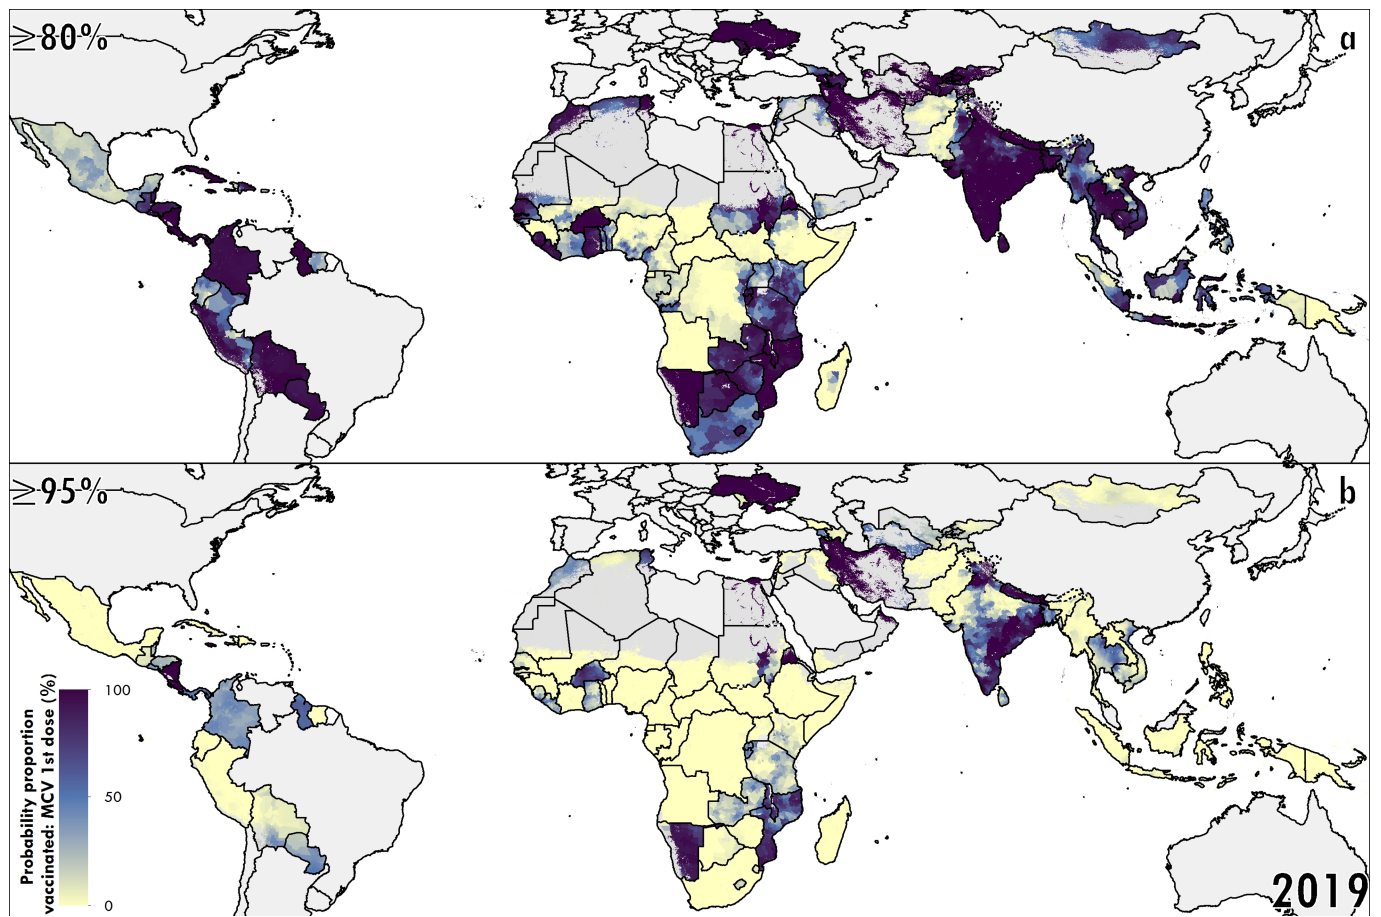 ≥80%
a
≥95%
b
Probability proportion
vaccinated: MCV 1st dose (%)
100
50
0
2019